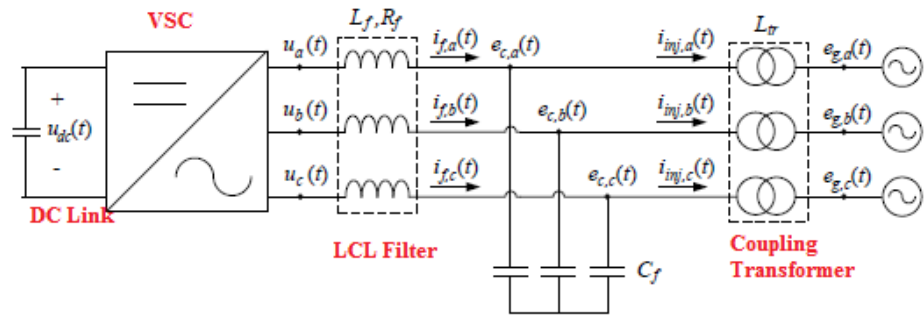 VSC
L_f, R_f
L_tr
u_a(t)
i_f,a(t)
e_c,a(t)
i_inj,a(t)
e_g,a(t)
+
u_dc(t)
-
u_b(t)
i_f,b(t)
e_c,b(t)
i_inj,b(t)
e_g,b(t)
u_c(t)
i_f,c(t)
e_c,c(t)
i_inj,c(t)
e_g,c(t)
DC Link
LCL Filter
C_f
Coupling
Transformer